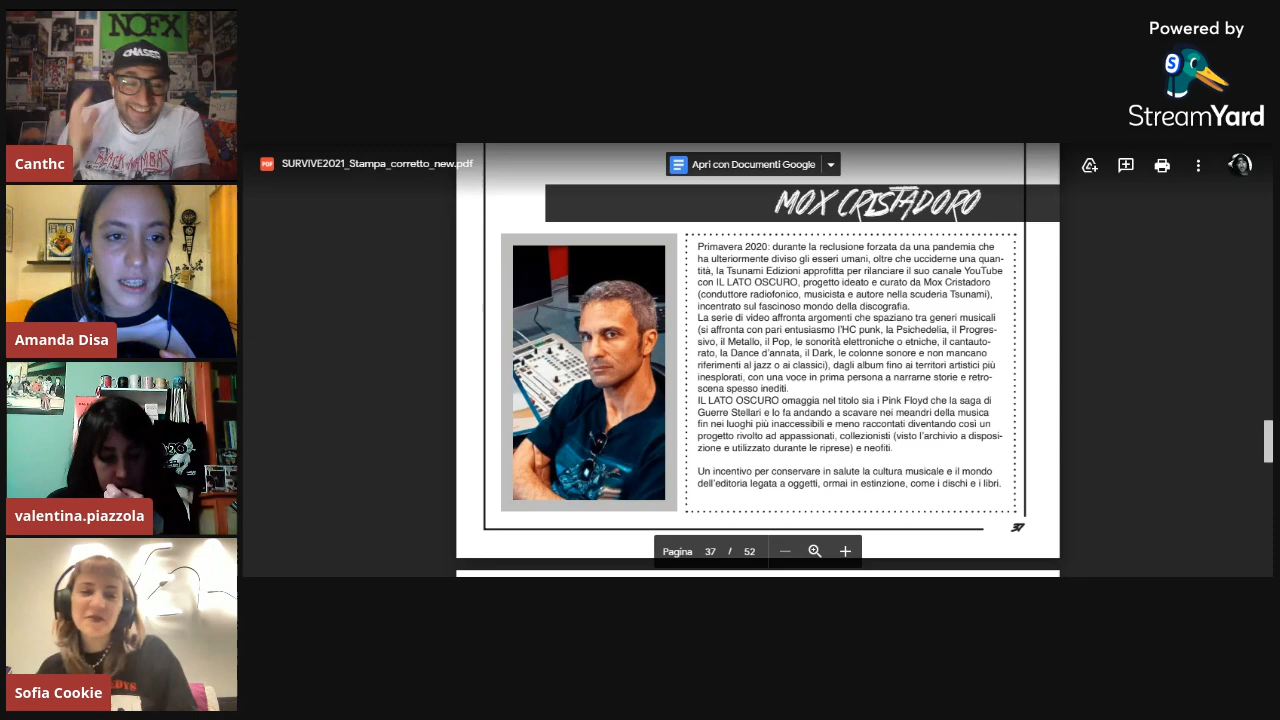 NOFX
CHASER
BLACK MAMBAS
Canthc
Amanda Disa
valentina.piazzola
Sofia Cookie
Powered by
S
StreamYard
PDF
SURVIVE2021_Stampa_corretto_new.pdf
Apri con Documenti Google
MOX CRISTADORO
Primavera 2020: durante la reclusione forzata da una pandemia che
ha ulteriormente diviso gli esseri umani, oltre che ucciderne una quan-
tità, la Tsunami Edizioni approfitta per rilanciare il suo canale YouTube
con IL LATO OSCURO, progetto ideato e curato da Mox Cristadoro
(conduttore radiofonico, musicista e autore nella scuderia Tsunami),
incentrato sul fascinoso mondo della discografia.
La serie di video affronta argomenti che spaziano tra generi musicali
(si affronta con pari entusiasmo l'HC punk, la Psichedelia, il Progres-
sivo, il Metallo, il Pop, le sonorità elettroniche o etniche, il cantauto-
rato, la Dance d'annata, il Dark, le colonne sonore e non mancano
riferimenti al jazz o ai classici), dagli album fino ai territori artistici più
inesplorati, con una voce in prima persona a narrarne storie e retro-
scena spesso inediti.
IL LATO OSCURO omaggia nel titolo sia i Pink Floyd che la saga di
Guerre Stellari e lo fa andando a scavare nei meandri della musica
fin nei luoghi più inaccessibili e meno raccontati diventando così un
progetto rivolto ad appassionati, collezionisti (visto l'archivio a disposi-
zione e utilizzato durante le riprese) e neofiti.
Un incentivo per conservare in salute la cultura musicale e il mondo
dell'editoria legata a oggetti, ormai in estinzione, come i dischi e i libri.
37
Pagina 37 / 52